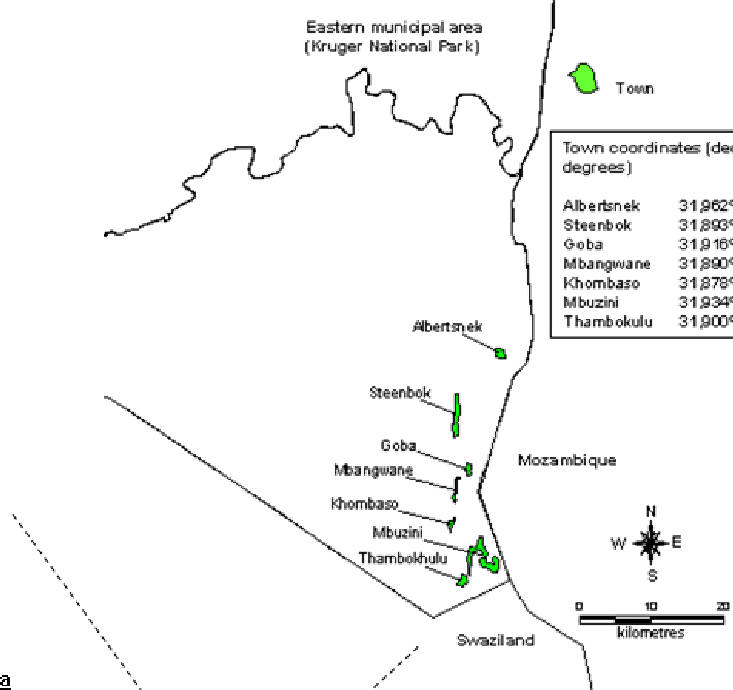 Eastern municipal area
(Kruger National Park)
Town
Town coordinates (dec
degrees)
Albertsnek 31,962°
Steenbok 31,893°
Goba 31,916°
Mbangwane 31,890°
Khombaso 31,878°
Mbuzini 31,934°
Thambokulu 31,900°
Albertsnek
Steenbok
Goba
Mbangwane
Khombaso
Mbuzini
Thambokhulu
Mozambique
N
W E
S
0 10 20
kilometres
Swaziland
a